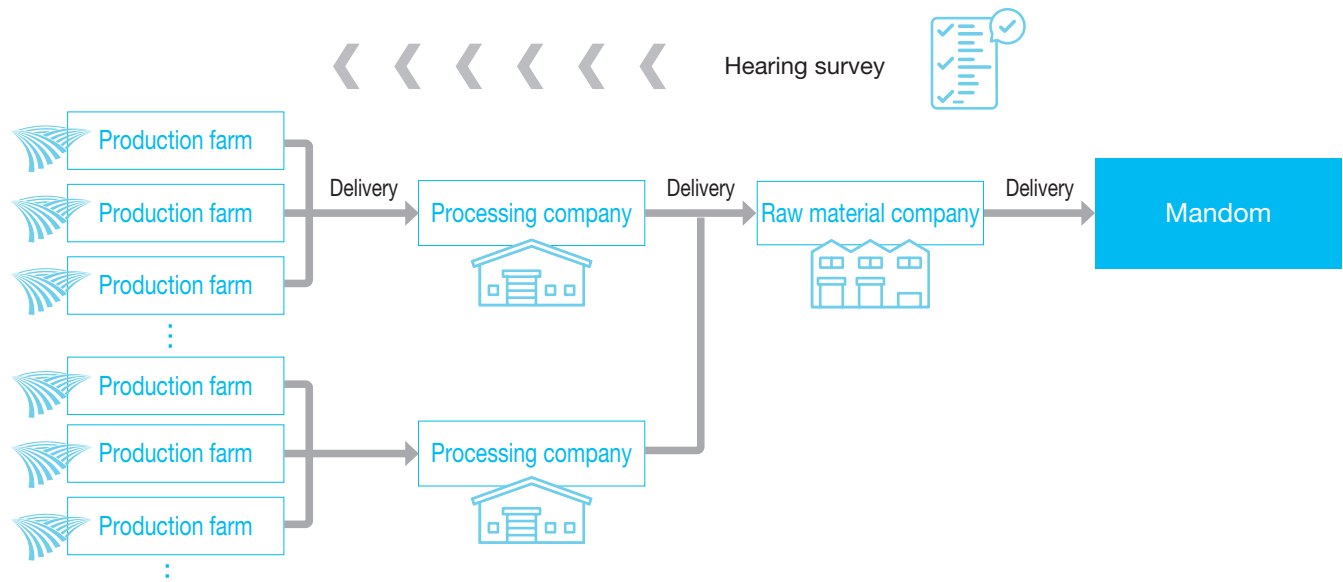 Hearing survey
Production farm
Production farm
Production farm
Delivery
Processing company
Delivery
Raw material company
Delivery
Mandom
Production farm
Production farm
Production farm
Processing company